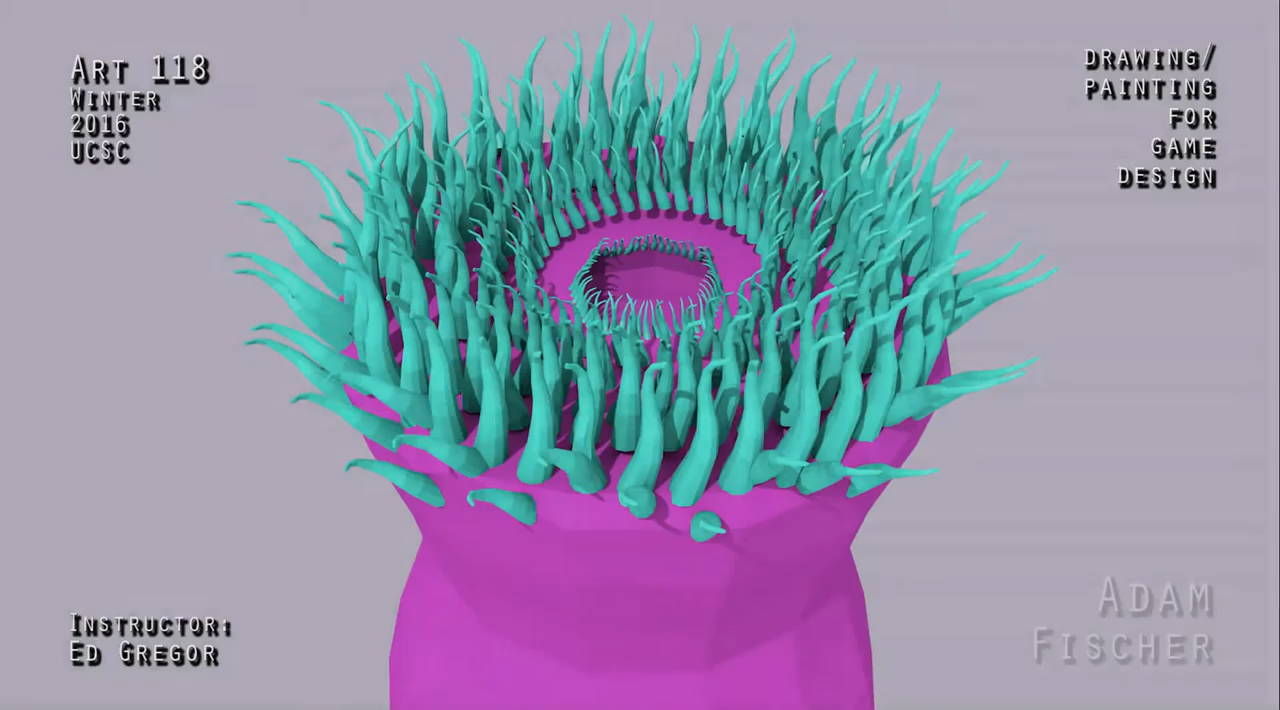 Art 118
Winter
2016
UCSC
Drawing/
Painting
for
Game
Design
Instructor:
Ed Gregor
Adam
Fischer